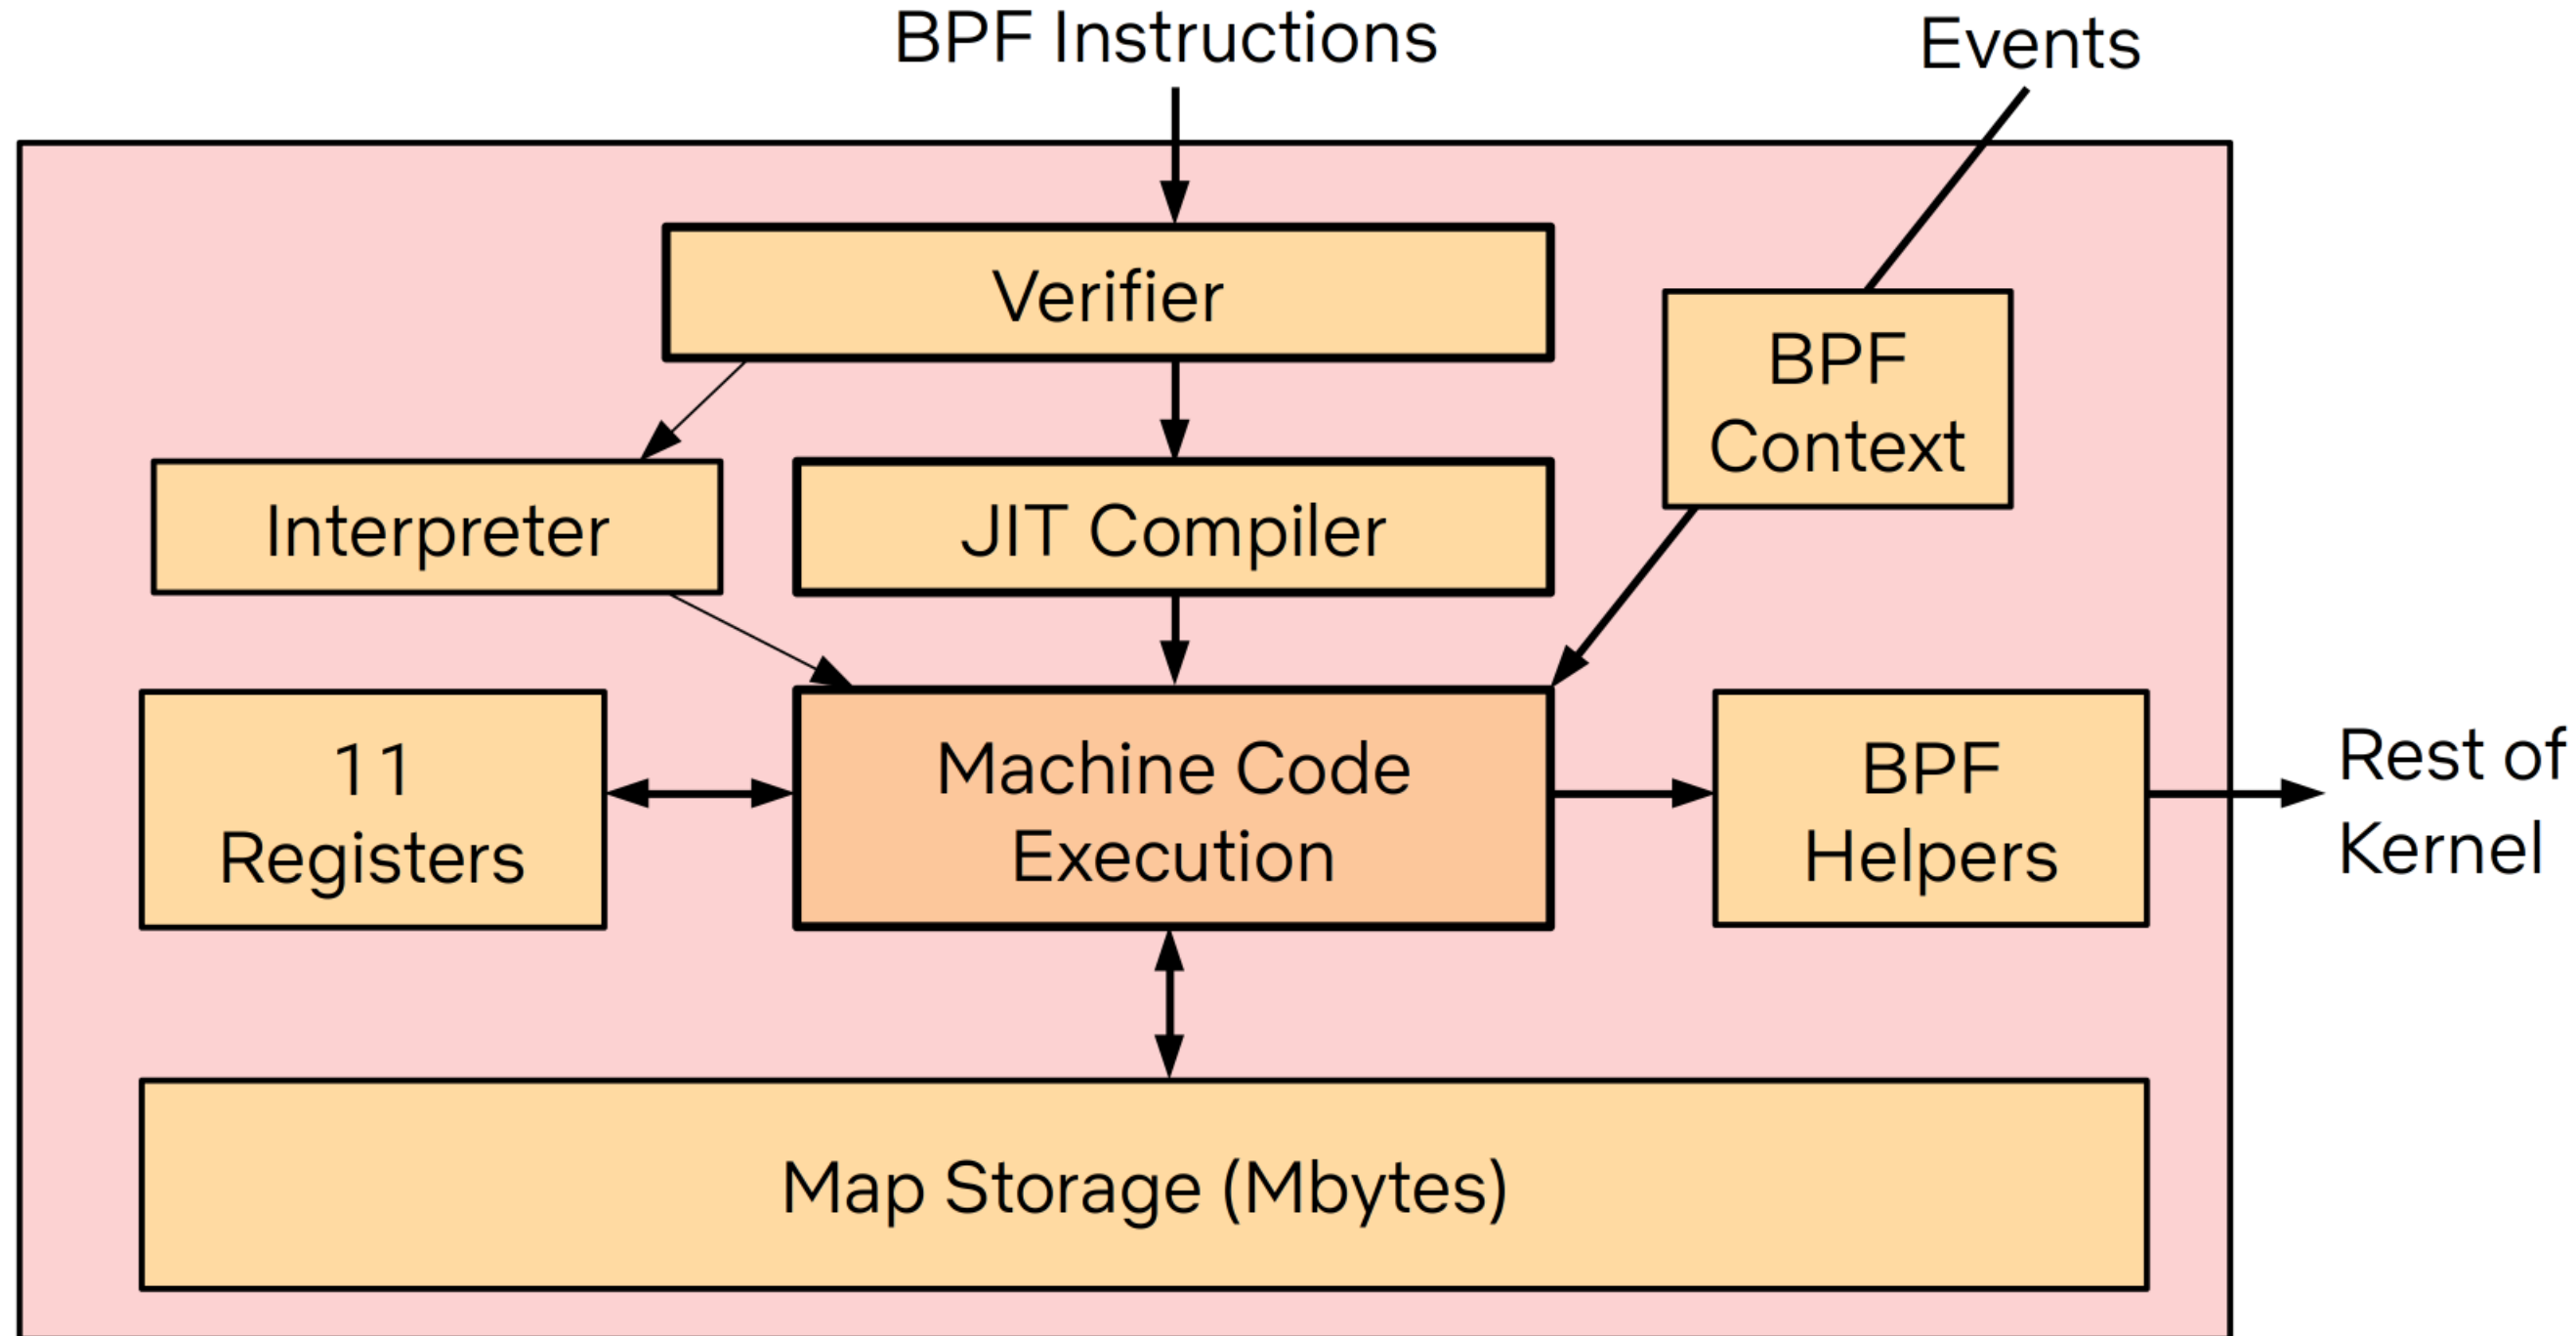 BPF Instructions
Events
Verifier
BPF
Context
Interpreter
JIT Compiler
11
Registers
Machine Code
Execution
BPF
Helpers
Rest of
Kernel
Map Storage (Mbytes)